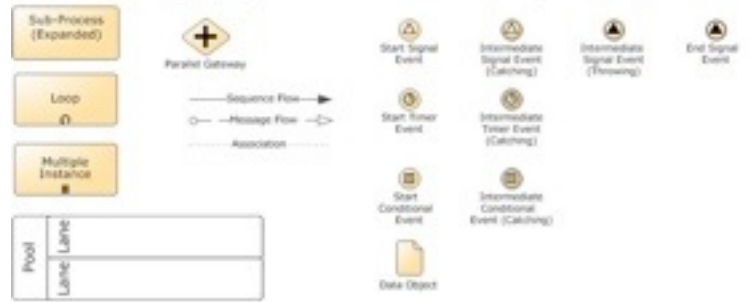 Sub-Process
(Expanded)
Parallel Gateway
Start Signal
Event
Intermediate
Signal Event
(Catching)
Intermediate
Signal Event
(Throwing)
End Signal
Event
Loop
Sequence Flow
Message Flow
Association
Start Timer
Event
Intermediate
Timer Event
(Catching)
Multiple
Instance
Start
Conditional
Event
Intermediate
Conditional
Event (Catching)
Pool
Lane
Lane
Data Object